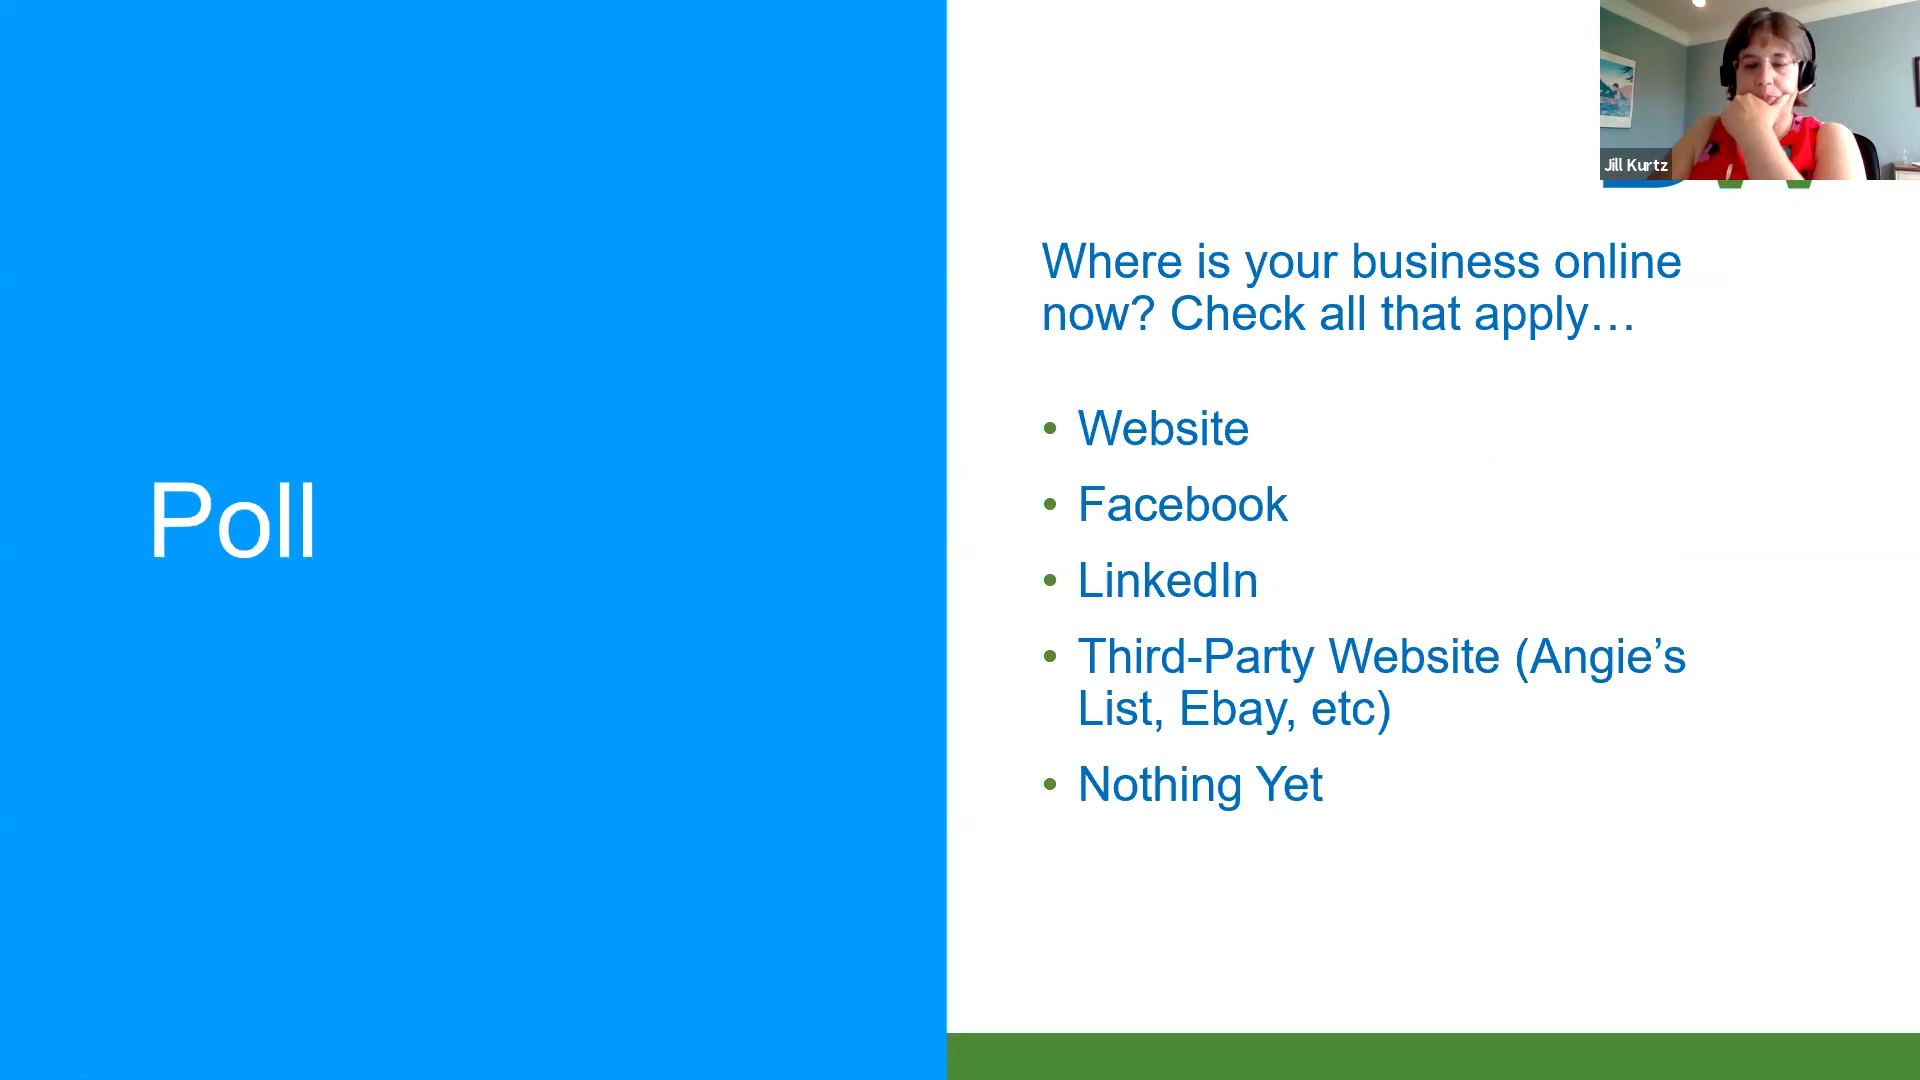 Jill Kurtz
Where is your business online
now? Check all that apply…
Poll
• Website
• Facebook
• LinkedIn
• Third-Party Website (Angie’s
List, Ebay, etc)
• Nothing Yet